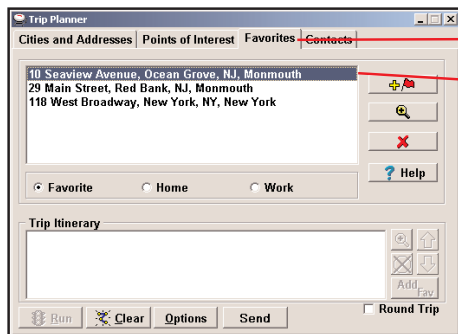 Trip Planner
Cities and Addresses Points of Interest Favorites Contacts
10 Seaview Avenue, Ocean Grove, NJ, Monmouth
29 Main Street, Red Bank, NJ, Monmouth
118 West Broadway, New York, NY, New York
? Help
Favorite Home Work
Trip Itinerary
Add Fav
Round Trip
Run Clear Options Send